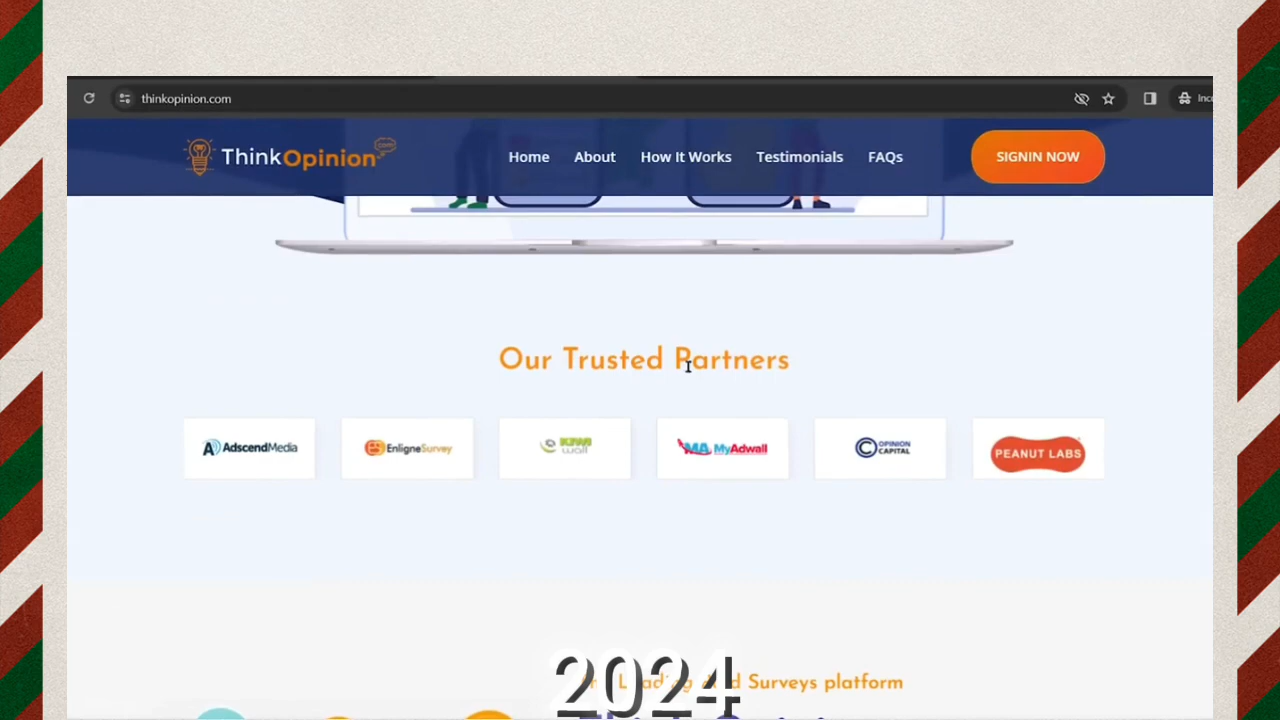 thinkopinion.com
ThinkOpinion .com
Home About How It Works Testimonials FAQs SIGNIN NOW
Our Trusted Partners
AdscendMedia EnligneSurvey KIWI wall MA MyAdwall OPINION CAPITAL PEANUT LABS
Surveys platform
2024